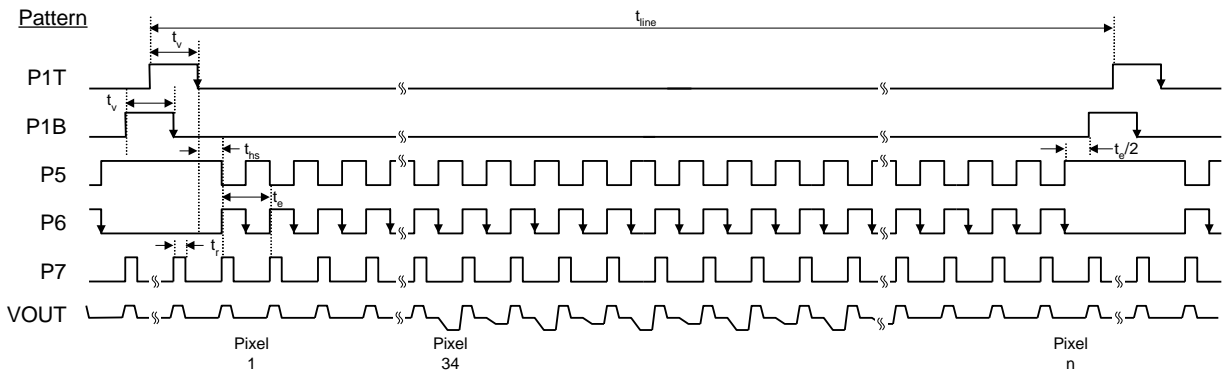 Pattern
t_line
t_v
P1T
t_v
P1B
t_hs
t_e/2
P5
t_e
P6
t_r
P7
VOUT
Pixel
1
Pixel
34
Pixel
n